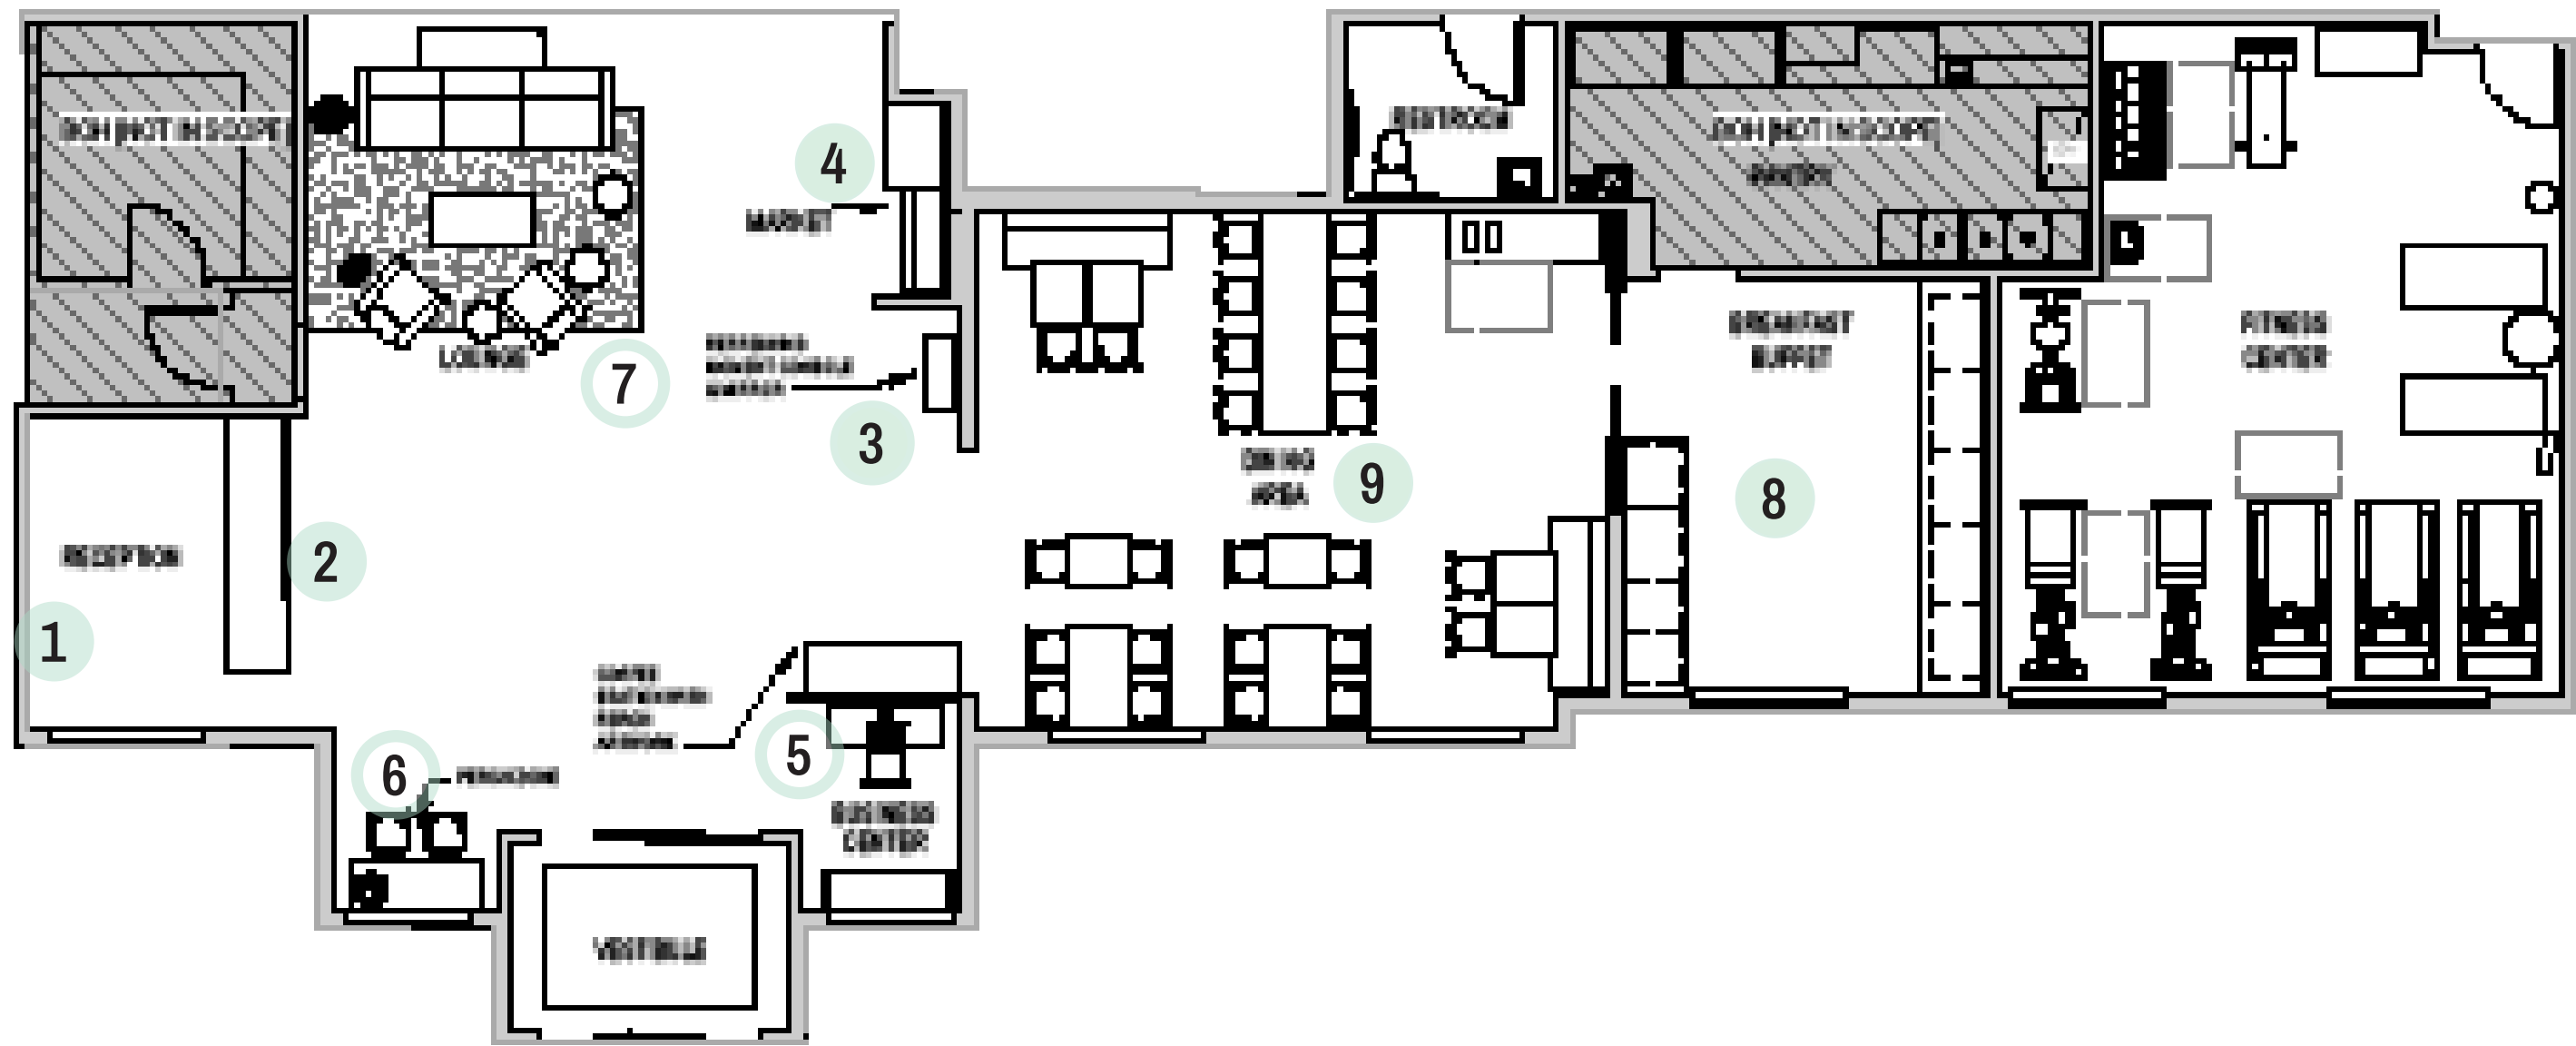 BOH [NOT IN SCOPE]
RESTROOM
BOH [NOT IN SCOPE]
PANTRY
4
MARKET
LOUNGE
7
3
BREAKFAST
BUFFET
FITNESS
CENTER
DINING
AREA
9
8
RECEPTION
2
1
5
6
BUSINESS
CENTER
VESTIBULE